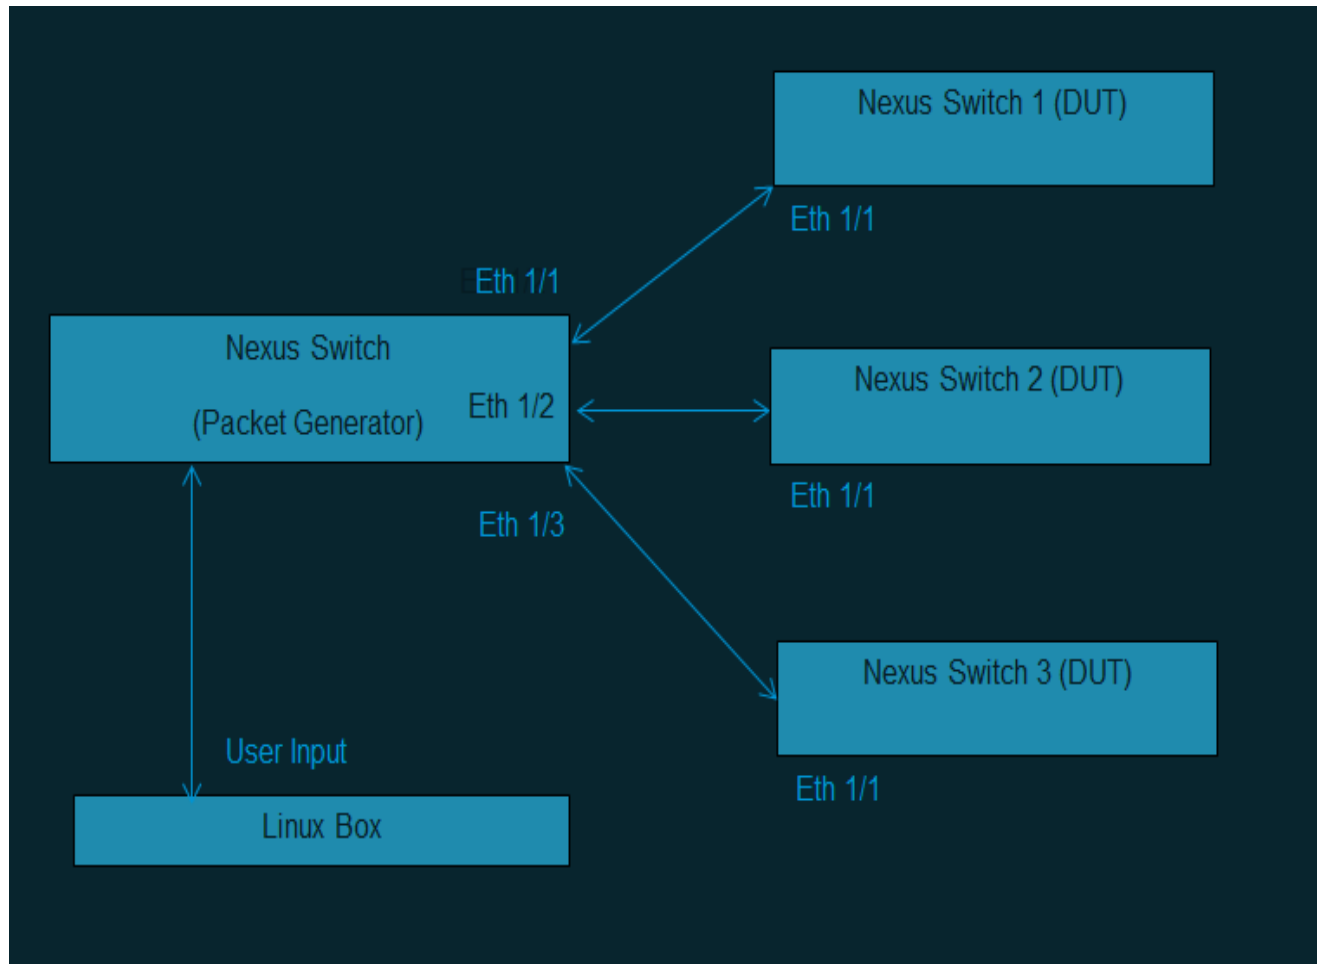 Nexus Switch 1 (DUT)
Eth 1/1
Eth 1/1
Nexus Switch
(Packet Generator)
Eth 1/2
Nexus Switch 2 (DUT)
Eth 1/1
Eth 1/3
Nexus Switch 3 (DUT)
Eth 1/1
User Input
Linux Box